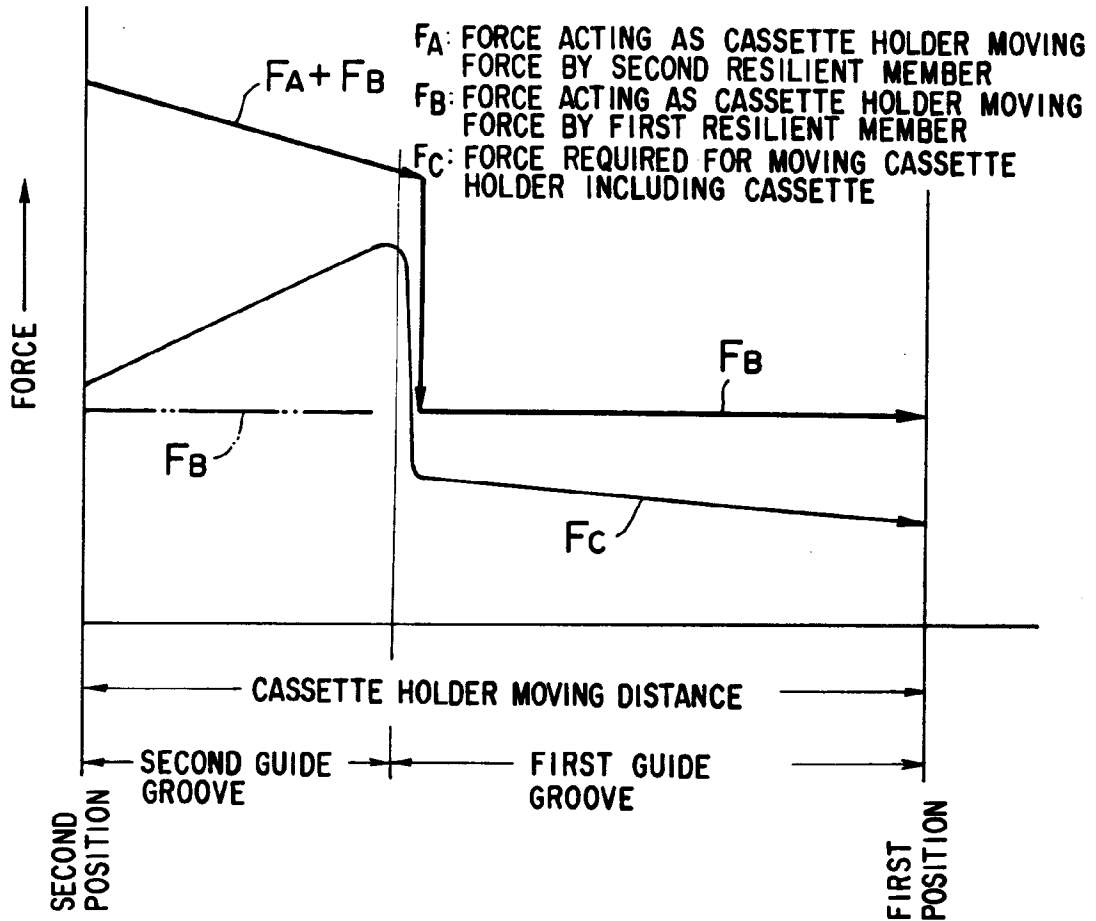 FA: FORCE ACTING AS CASSETTE HOLDER MOVING
FORCE BY SECOND RESILIENT MEMBER
FB: FORCE ACTING AS CASSETTE HOLDER MOVING
FORCE BY FIRST RESILIENT MEMBER
FC: FORCE REQUIRED FOR MOVING CASSETTE
HOLDER INCLUDING CASSETTE
FA + FB
FORCE
FB
FB
FC
CASSETTE HOLDER MOVING DISTANCE
SECOND GUIDE
GROOVE
FIRST GUIDE
GROOVE
SECOND
POSITION
FIRST
POSITION